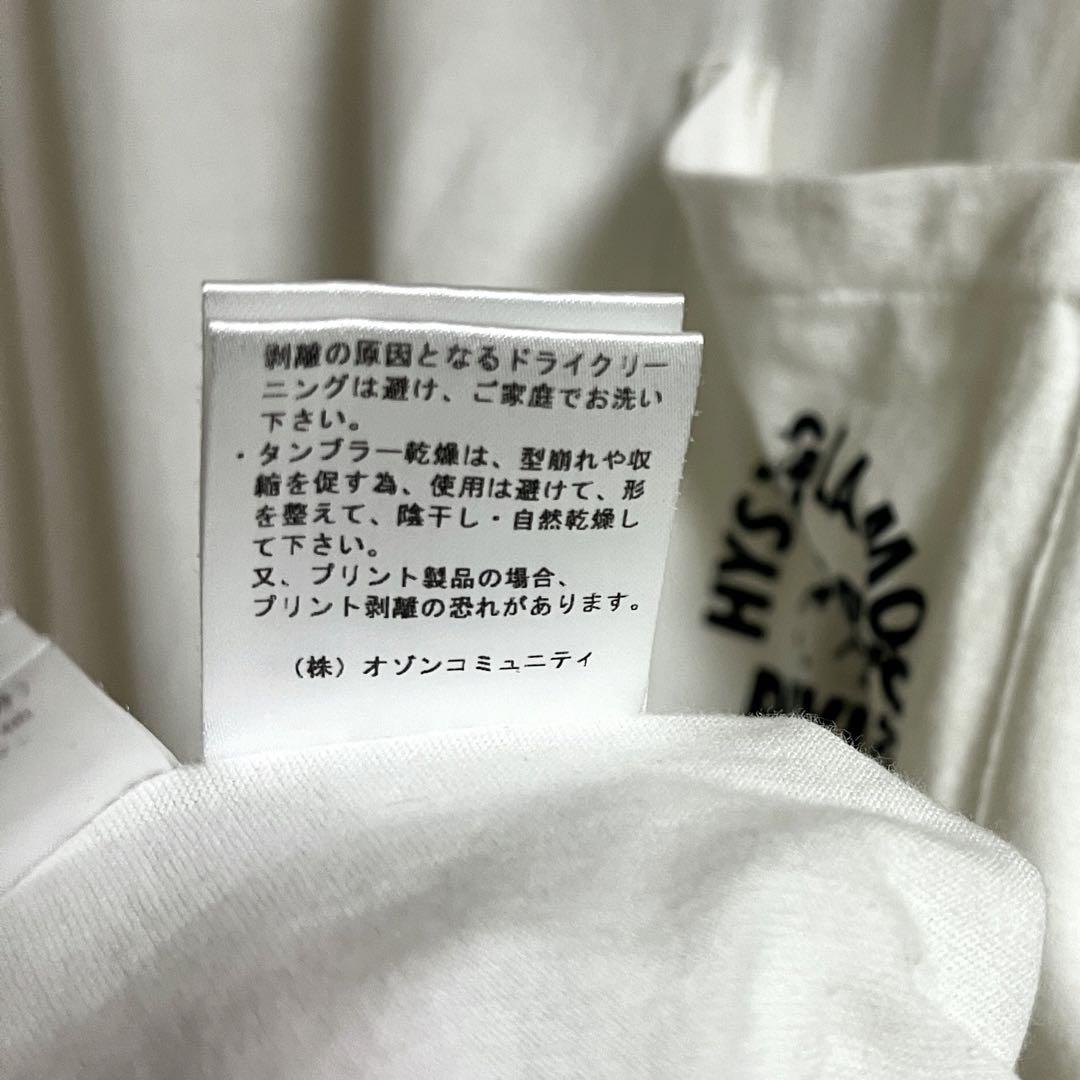 剥離の原因となるドライクリー
ニングは避け、ご家庭でお洗い
下さい。
・タンブラー乾燥は、型崩れや収
縮を促す為、使用は避けて、形
を整えて、陰干し・自然乾燥し
て下さい。
又、プリント製品の場合、
プリント剥離の恐れがあります。
（株）オゾンコミュニティ
GLAMOUR
HYS